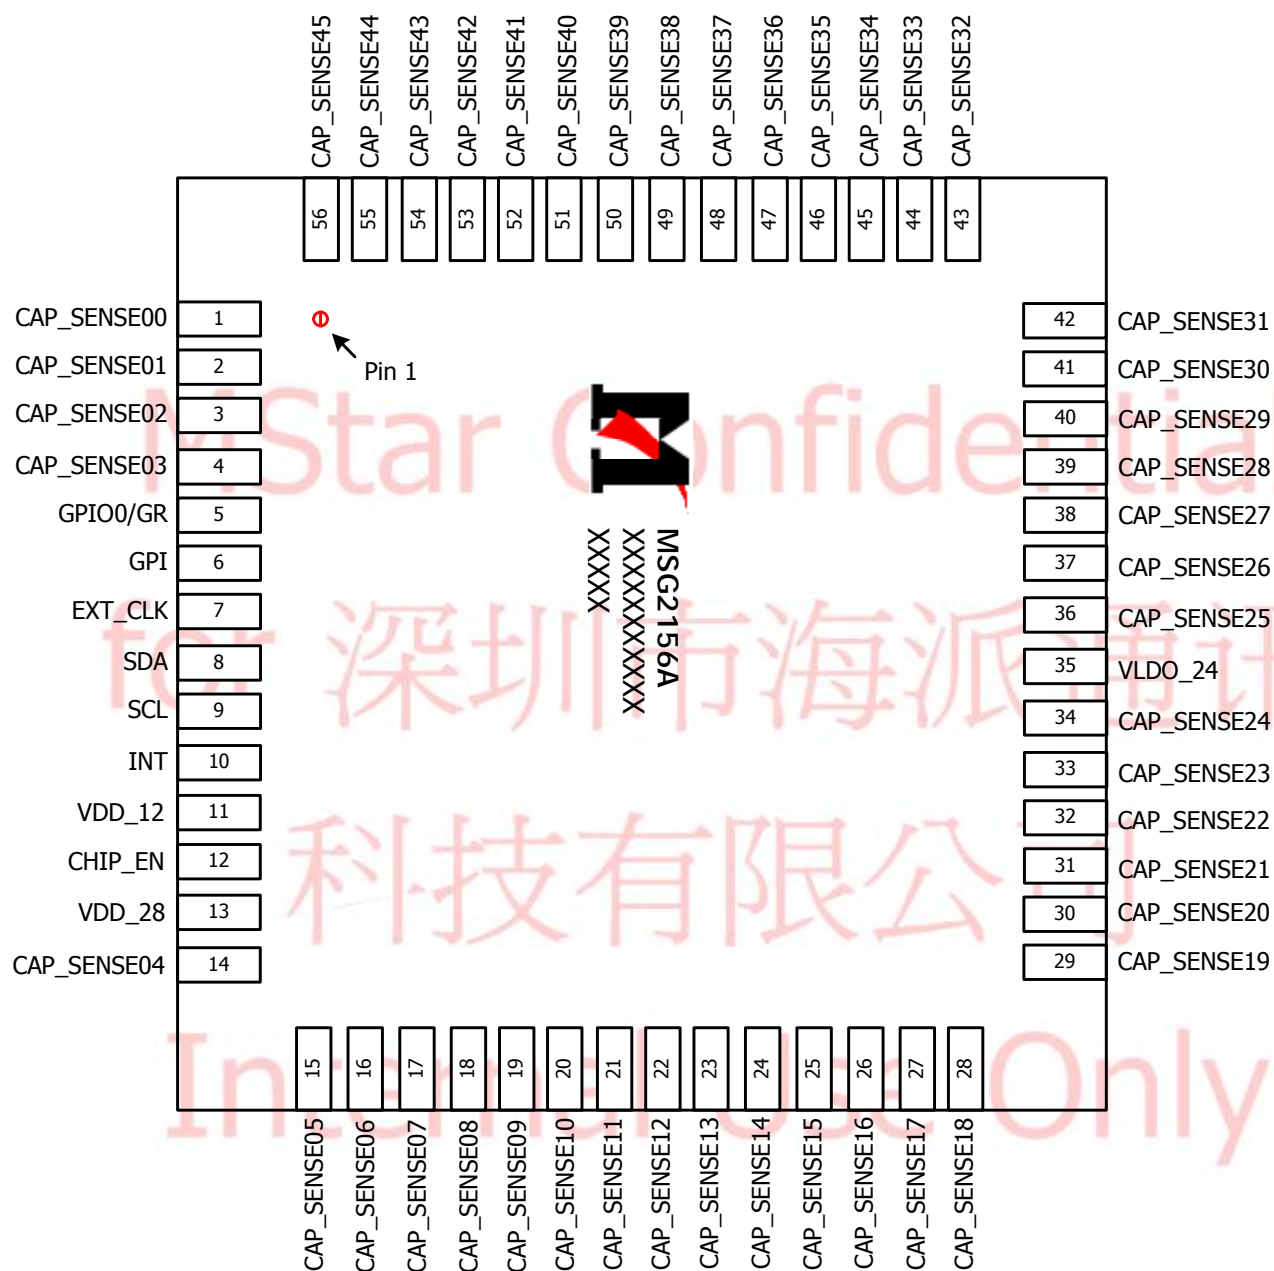 CAP_SENSE45
CAP_SENSE44
CAP_SENSE43
CAP_SENSE42
CAP_SENSE41
CAP_SENSE40
CAP_SENSE39
CAP_SENSE38
CAP_SENSE37
CAP_SENSE36
CAP_SENSE35
CAP_SENSE34
CAP_SENSE33
CAP_SENSE32
56
55
54
53
52
51
50
49
48
47
46
45
44
43
CAP_SENSE00 1
CAP_SENSE01 2
CAP_SENSE02 3
CAP_SENSE03 4
GPIO0/GR 5
GPI 6
EXT_CLK 7
SDA 8
SCL 9
INT 10
VDD_12 11
CHIP_EN 12
VDD_28 13
CAP_SENSE04 14
Pin 1
MSG2156A
XXXXXXXXXXX
XXXXX
42 CAP_SENSE31
41 CAP_SENSE30
40 CAP_SENSE29
39 CAP_SENSE28
38 CAP_SENSE27
37 CAP_SENSE26
36 CAP_SENSE25
35 VLDO_24
34 CAP_SENSE24
33 CAP_SENSE23
32 CAP_SENSE22
31 CAP_SENSE21
30 CAP_SENSE20
29 CAP_SENSE19
15
16
17
18
19
20
21
22
23
24
25
26
27
28
CAP_SENSE05
CAP_SENSE06
CAP_SENSE07
CAP_SENSE08
CAP_SENSE09
CAP_SENSE10
CAP_SENSE11
CAP_SENSE12
CAP_SENSE13
CAP_SENSE14
CAP_SENSE15
CAP_SENSE16
CAP_SENSE17
CAP_SENSE18
MStar Confidential
for 深圳市海派通讯
科技有限公司
Internal Use Only